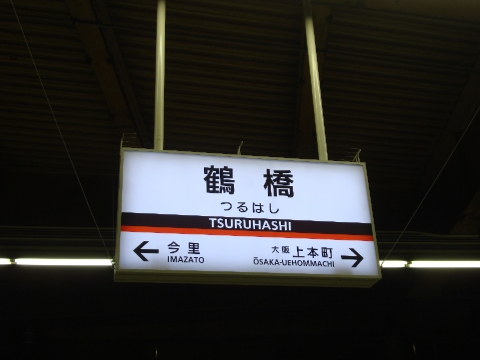 鶴橋
つるはし
TSURUHASHI
← 今里 大阪上本町 →
IMAZATO ŌSAKA-UEHOMMACHI